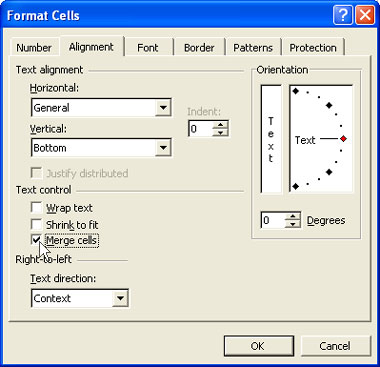 Format Cells
Number Alignment Font Border Patterns Protection
Text alignment
Horizontal:
General
Vertical:
Bottom
Indent:
0
Justify distributed
Text control
Wrap text
Shrink to fit
Merge cells
Right-to-left
Text direction:
Context
Orientation
Text
Text
0 Degrees
OK Cancel